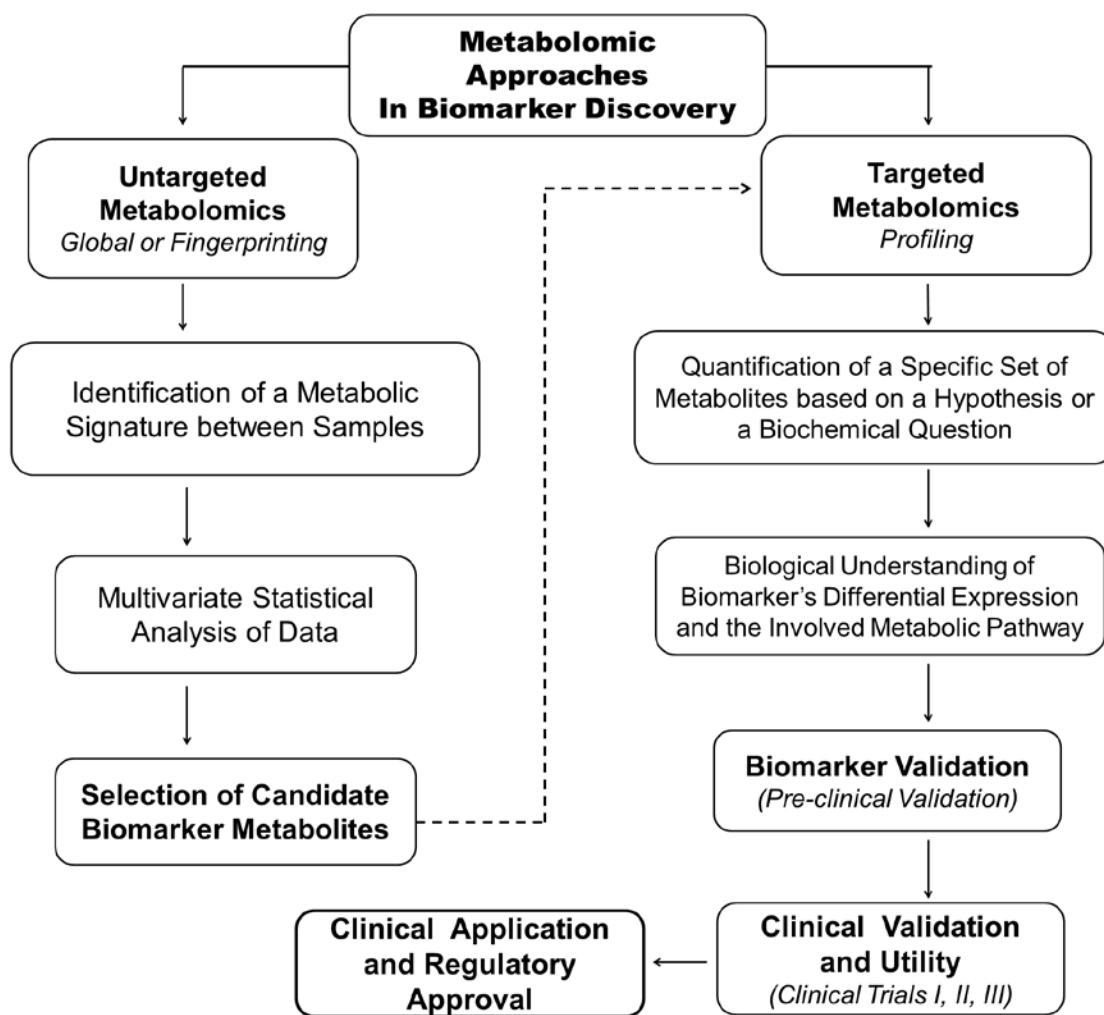 Metabolomic
Approaches
In Biomarker Discovery
Untargeted
Metabolomics
Global or Fingerprinting
Identification of a Metabolic
Signature between Samples
Multivariate Statistical
Analysis of Data
Selection of Candidate
Biomarker Metabolites
Targeted
Metabolomics
Profiling
Quantification of a Specific Set of
Metabolites based on a Hypothesis or
a Biochemical Question
Biological Understanding of
Biomarker's Differential Expression
and the Involved Metabolic Pathway
Biomarker Validation
(Pre-clinical Validation)
Clinical Validation
and Utility
(Clinical Trials I, II, III)
Clinical Application
and Regulatory
Approval